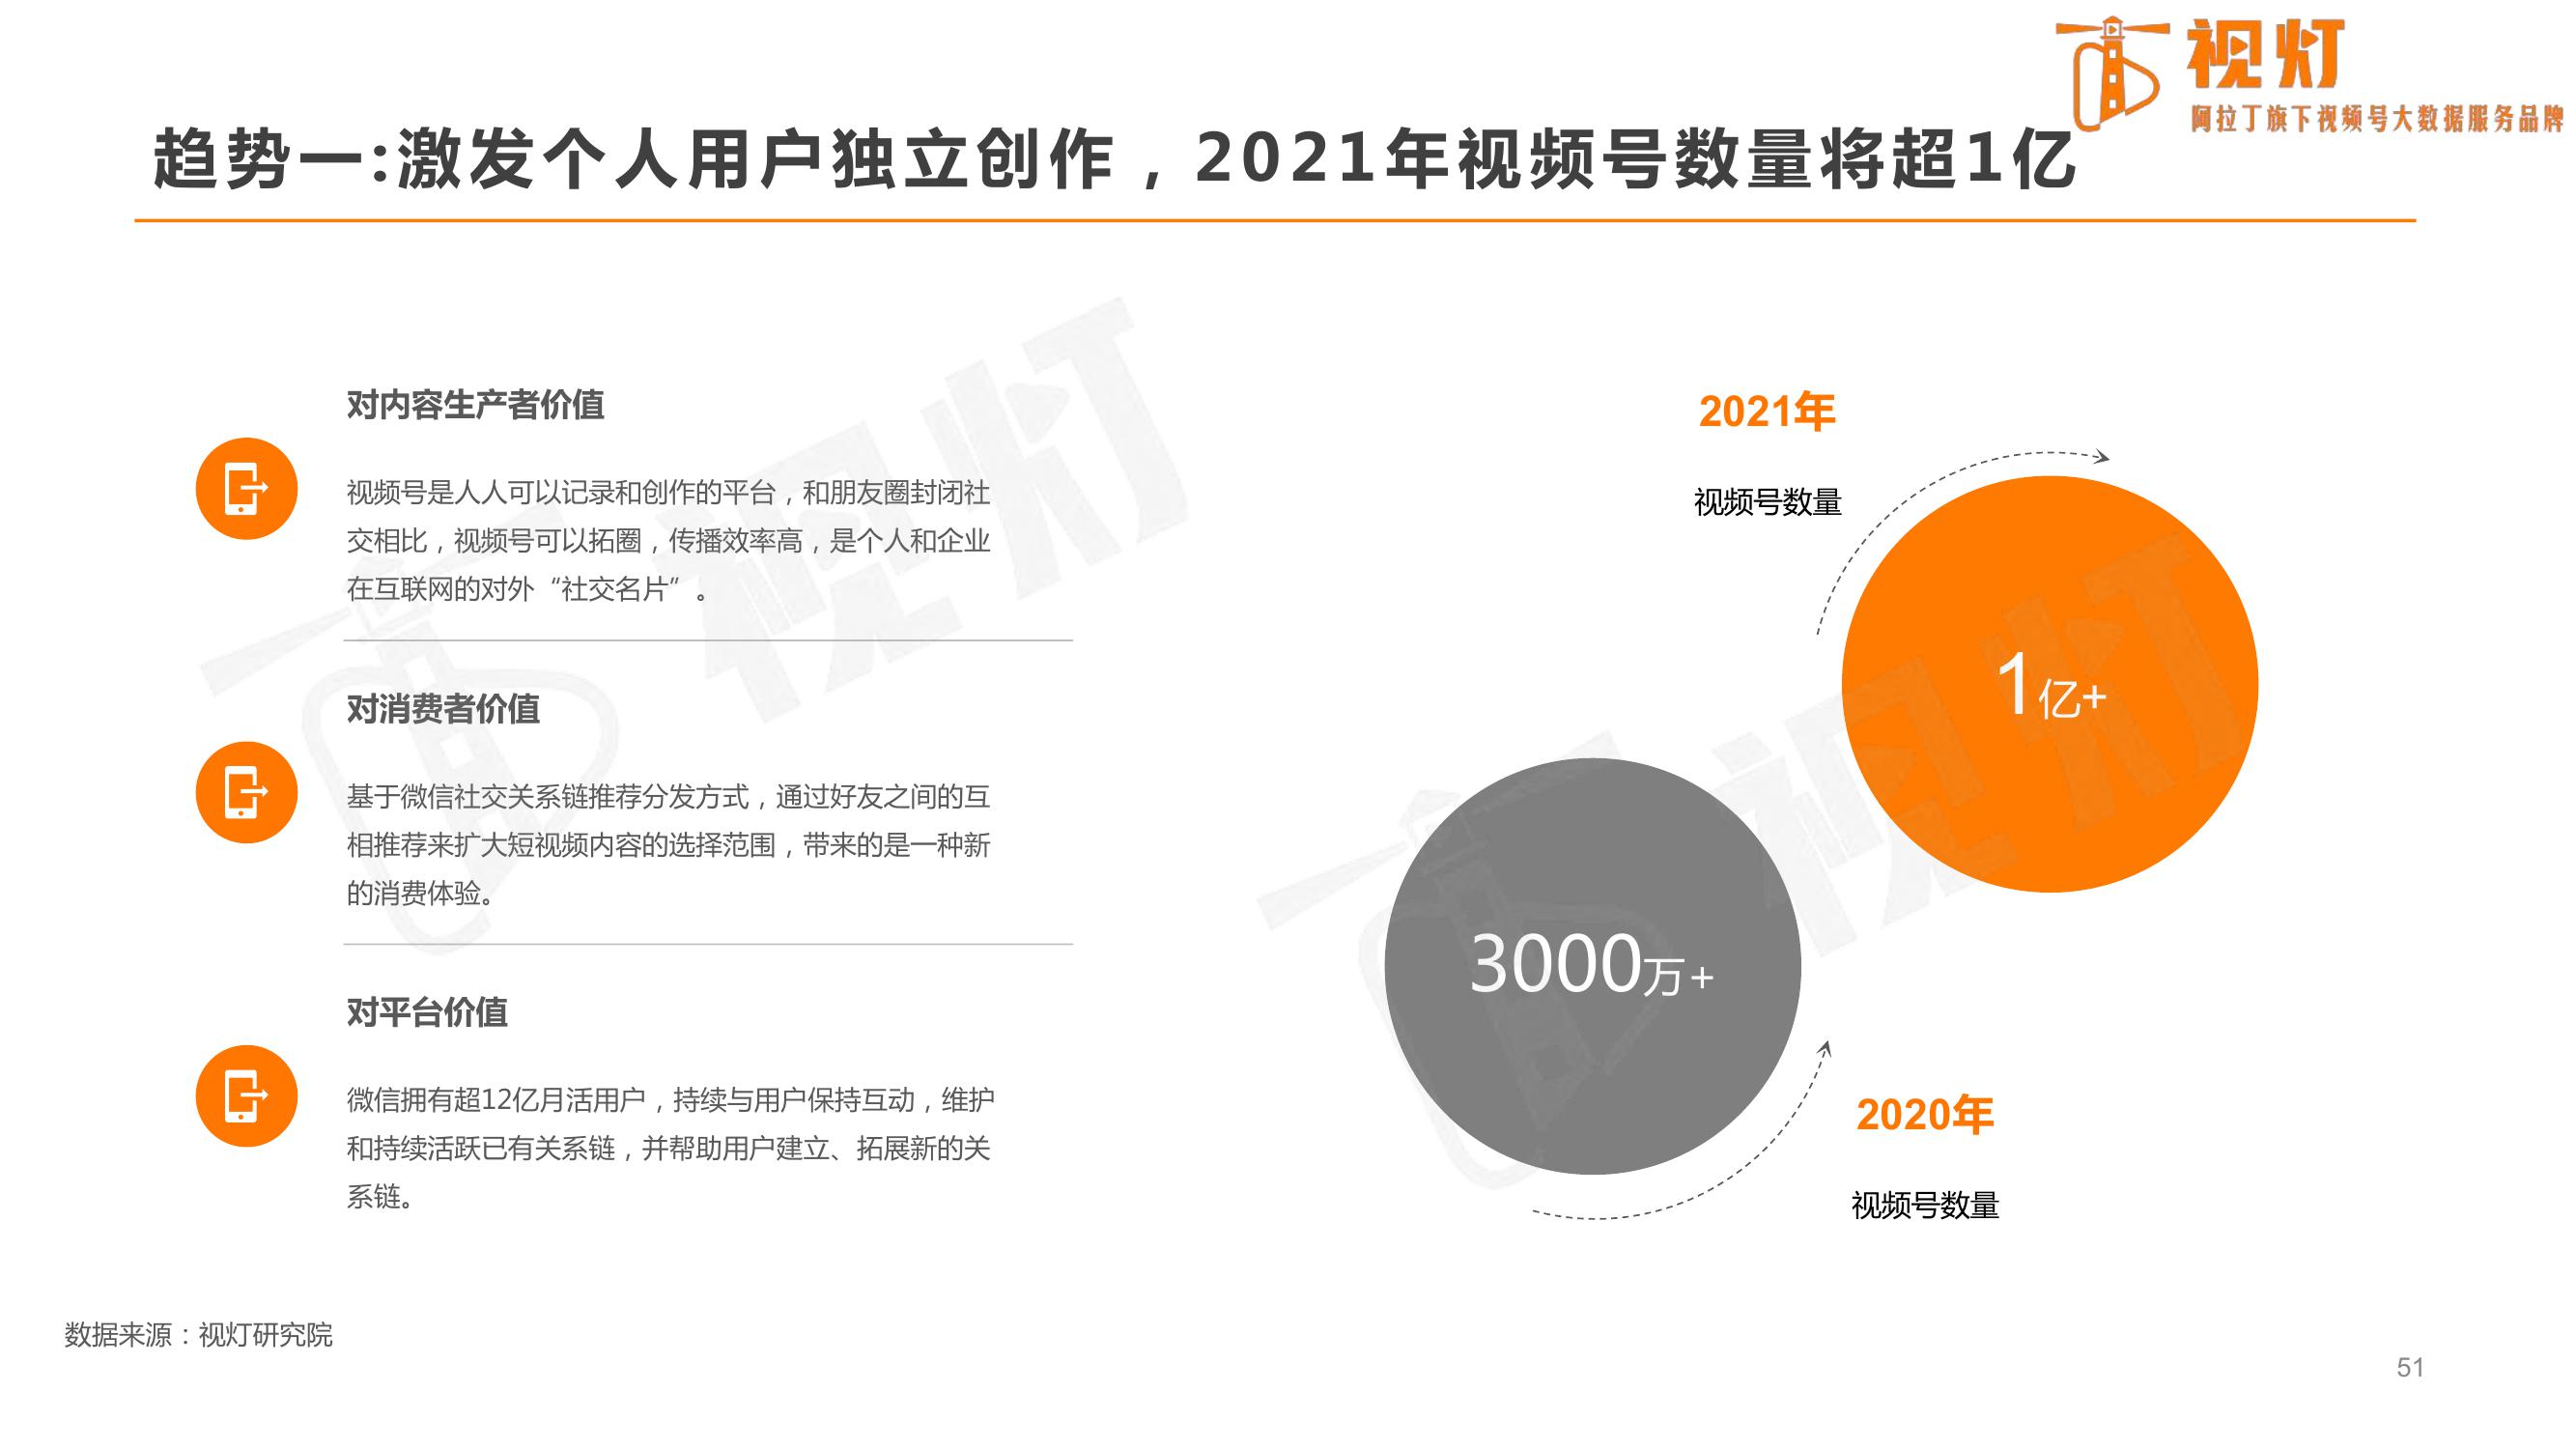 视灯
阿拉丁旗下视频号大数据服务品牌
趋势一:激发个人用户独立创作，2021年视频号数量将超1亿
对内容生产者价值
视频号是人人可以记录和创作的平台，和朋友圈封闭社
交相比，视频号可以拓圈，传播效率高，是个人和企业
在互联网的对外“社交名片”。
对消费者价值
基于微信社交关系链推荐分发方式，通过好友之间的互
相推荐来扩大短视频内容的选择范围，带来的是一种新
的消费体验。
对平台价值
微信拥有超12亿月活用户，持续与用户保持互动，维护
和持续活跃已有关系链，并帮助用户建立、拓展新的关
系链。
2021年
视频号数量
1亿+
3000万+
2020年
视频号数量
数据来源：视灯研究院
51
视灯
视灯